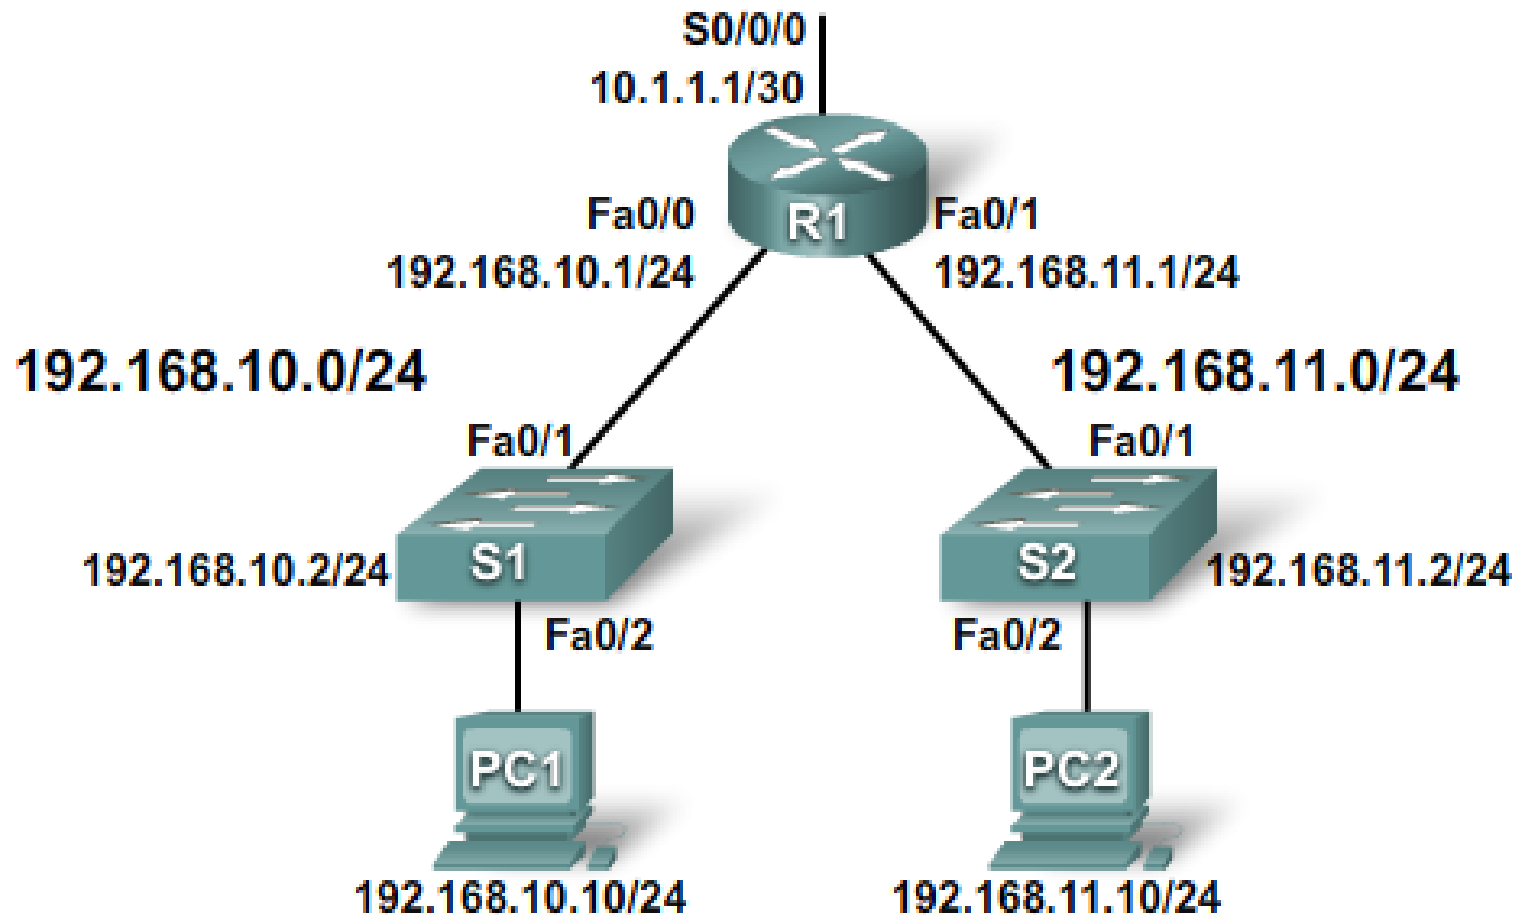 S0/0/0
10.1.1.1/30
Fa0/0
R1
Fa0/1
192.168.10.1/24
192.168.11.1/24
192.168.10.0/24
192.168.11.0/24
Fa0/1
Fa0/1
192.168.10.2/24
S1
S2
192.168.11.2/24
Fa0/2
Fa0/2
PC1
PC2
192.168.10.10/24
192.168.11.10/24